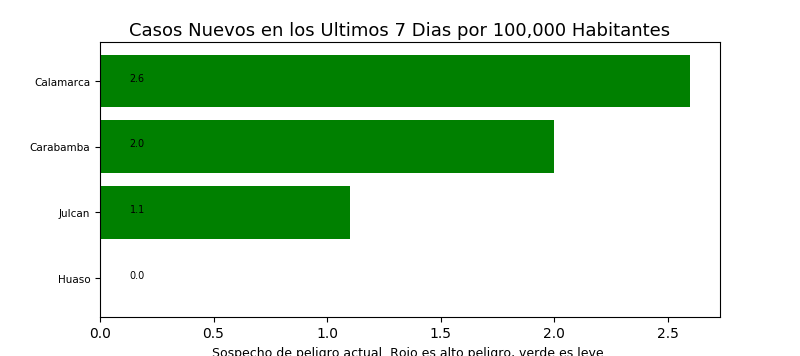 Casos Nuevos en los Ultimos 7 Dias por 100,000 Habitantes
Calamarca
2.6
Carabamba
2.0
Julcan
1.1
Huaso
0.0
0.0 0.5 1.0 1.5 2.0 2.5
Sospecho de peligro actual. Rojo es alto peligro, verde es leve